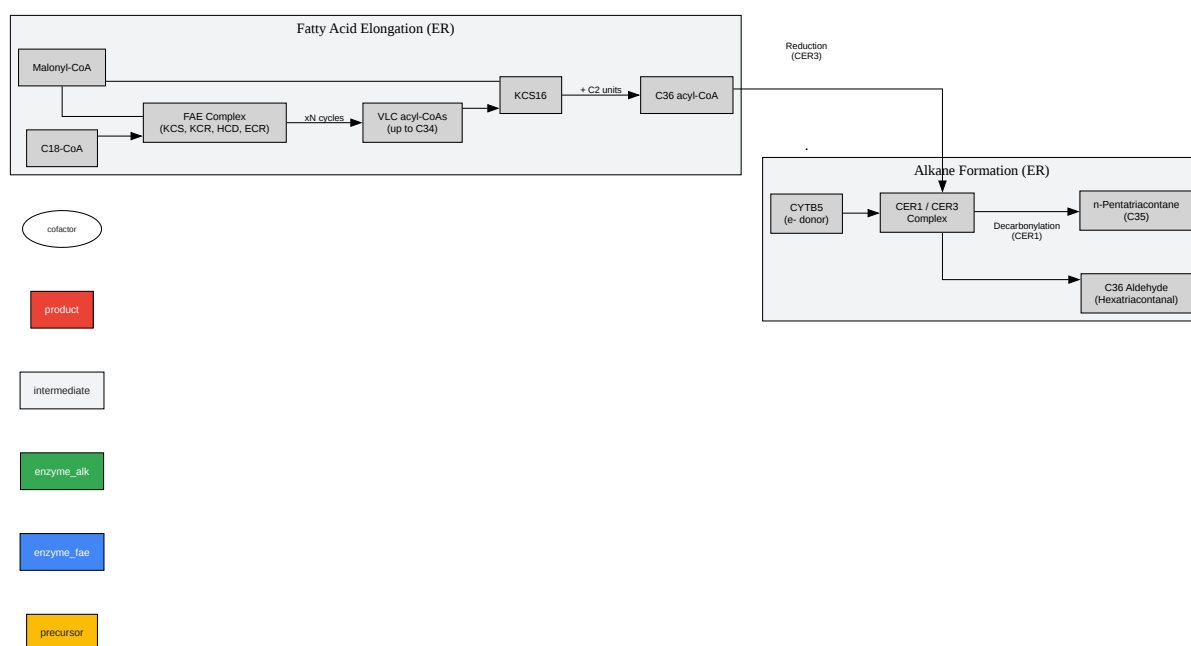 Fatty Acid Elongation (ER)
Malonyl-CoA
C18-CoA
FAE Complex
(KCS, KCR, HCD, ECR)
xN cycles
VLC acyl-CoAs
(up to C34)
KCS16
+ C2 units
C36 acyl-CoA
Reduction
(CER3)
Alkane Formation (ER)
CYTB5
(e- donor)
CER1 / CER3
Complex
Decarbonylation
(CER1)
n-Pentatriacontane
(C35)
C36 Aldehyde
(Hexatriacontanal)
cofactor
product
intermediate
enzyme_alk
enzyme_fae
precursor